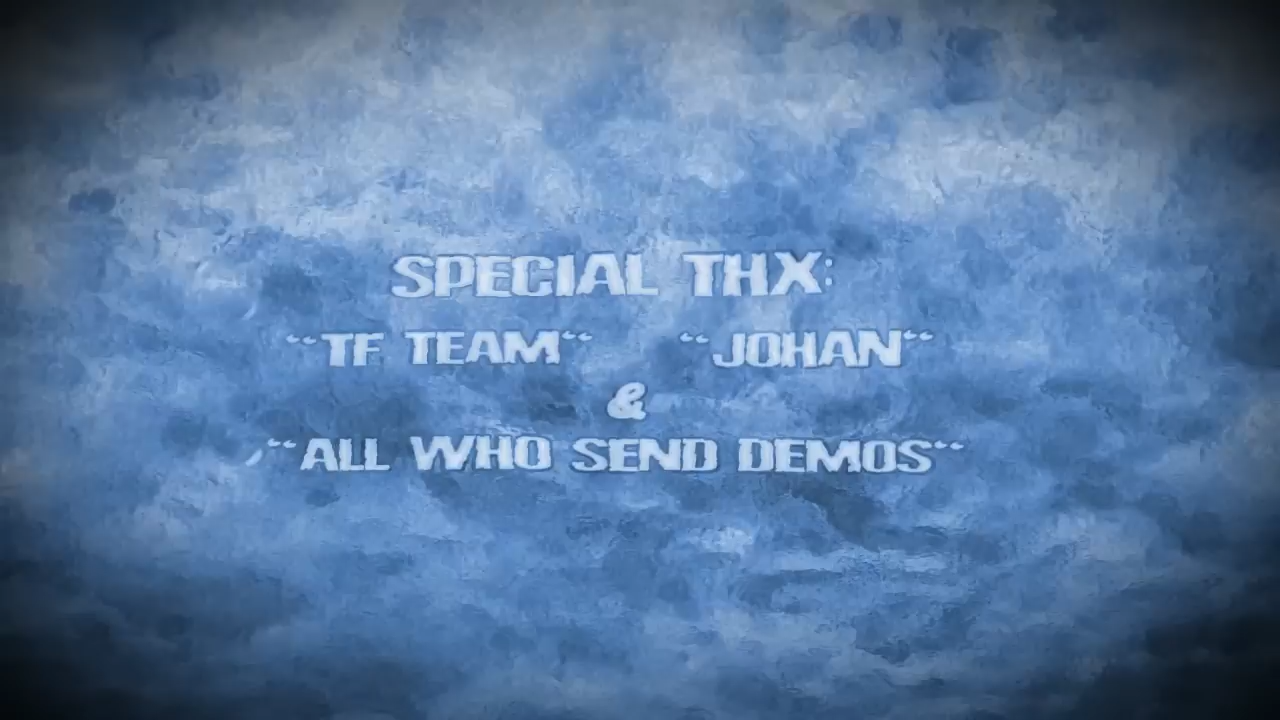 SPECIAL THX:
“TF TEAM“ “JOHAN“
&
“ALL WHO SEND DEMOS“